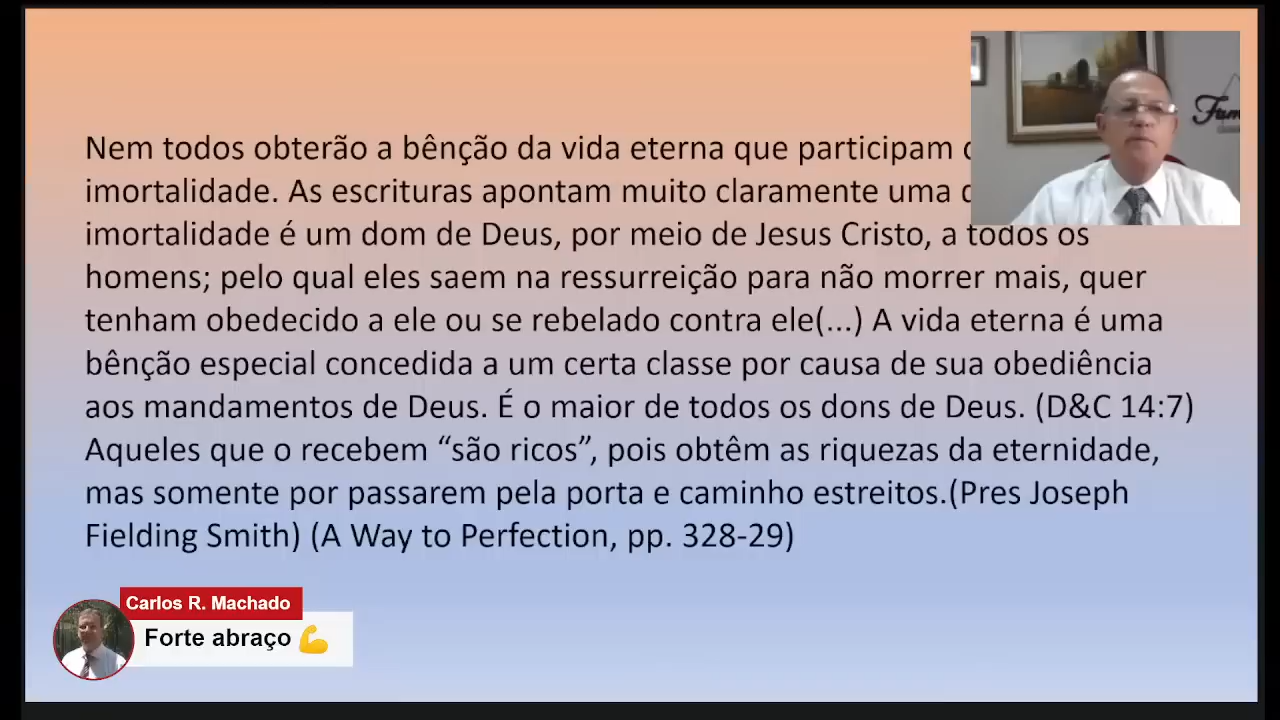 Nem todos obterão a bênção da vida eterna que participam
imortalidade. As escrituras apontam muito claramente uma
imortalidade é um dom de Deus, por meio de Jesus Cristo, a todos os
homens; pelo qual eles saem na ressurreição para não morrer mais, quer
tenham obedecido a ele ou se rebelado contra ele(...) A vida eterna é uma
bênção especial concedida a um certa classe por causa de sua obediência
aos mandamentos de Deus. É o maior de todos os dons de Deus. (D&C 14:7)
Aqueles que o recebem “são ricos”, pois obtêm as riquezas da eternidade,
mas somente por passarem pela porta e caminho estreitos.(Pres Joseph
Fielding Smith) (A Way to Perfection, pp. 328-29)
Carlos R. Machado
Forte abraço 💪